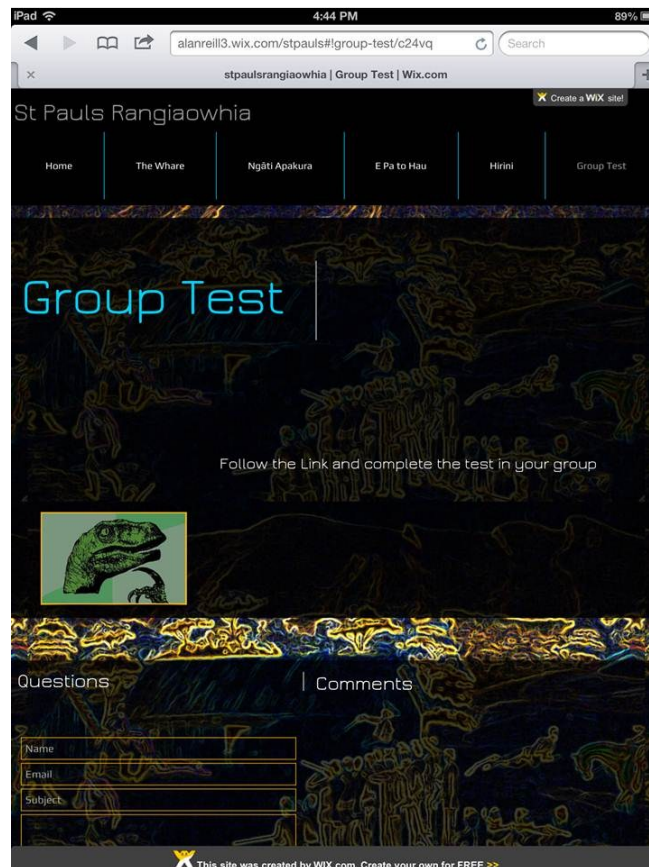 iPad 4:44 PM 89%
alanreill3.wix.com/stpauls#!group-test/c24vq Search
stpaulsrangiaowhia | Group Test | Wix.com
Create a WiX site!
St Pauls Rangiaowhia
Home The Whare Ngâti Apakura E Pa to Hau Hirini Group Test
Group Test
Follow the Link and complete the test in your group
Questions Comments
Name
Email
Subject
This site was created by WIX.com. Create your own for FREE >>